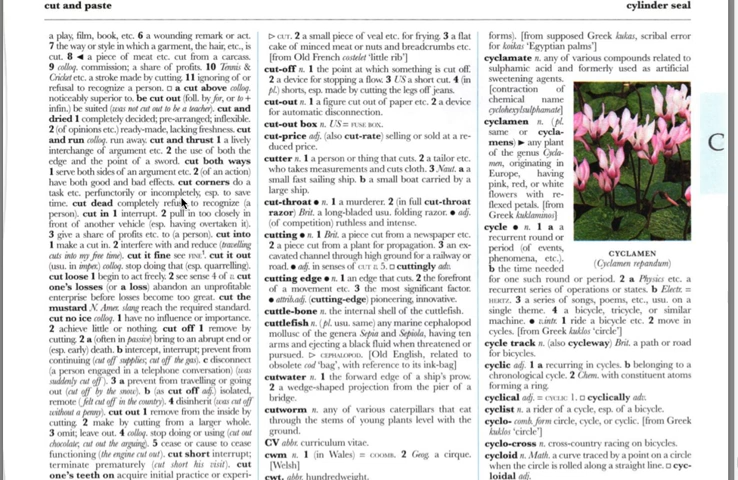 cut and paste
cylinder seal
a play, film, book, etc. 6 a wounding remark or act.
7 the way or style in which a garment, the hair, etc., is
cut. 8 ◄ a piece of meat etc. cut from a carcass.
9 colloq. commission; a share of profits. 10 Tennis &
Cricket etc. a stroke made by cutting. 11 ignoring of or
refusal to recognize a person. □ a cut above colloq.
noticeably superior to. be cut out (foll. by for, or to +
infin.) be suited (was not cut out to be a teacher). cut and
dried 1 completely decided; pre-arranged; inflexible.
2 (of opinions etc.) ready-made, lacking freshness. cut
and run colloq. run away. cut and thrust 1 a lively
interchange of argument etc. 2 the use of both the
edge and the point of a sword. cut both ways
1 serve both sides of an argument etc. 2 (of an action)
have both good and bad effects. cut corners do a
task etc. perfunctorily or incompletely, esp. to save
time. cut dead completely refuse to recognize (a
person). cut in 1 interrupt. 2 pull in too closely in
front of another vehicle (esp. having overtaken it).
3 give a share of profits etc. to (a person). cut into
1 make a cut in. 2 interfere with and reduce (travelling
cuts into my free time). cut it fine see FINE¹. cut it out
(usu. in imper.) colloq. stop doing that (esp. quarrelling).
cut loose 1 begin to act freely. 2 see sense 4 of v. cut
one's losses (or a loss) abandon an unprofitable
enterprise before losses become too great. cut the
mustard N. Amer. slang reach the required standard.
cut no ice colloq. 1 have no influence or importance.
2 achieve little or nothing. cut off 1 remove by
cutting. 2 a (often in passive) bring to an abrupt end or
(esp. early) death. b intercept, interrupt; prevent from
continuing (cut off supplies; cut off the gas). c disconnect
(a person engaged in a telephone conversation) (was
suddenly cut off). 3 a prevent from travelling or going
out (cut off by the snow). b (as cut off adj.) isolated,
remote (felt cut off in the country). 4 disinherit (was cut off
without a penny). cut out 1 remove from the inside by
cutting. 2 make by cutting from a larger whole.
3 omit; leave out. 4 colloq. stop doing or using (cut out
chocolate; cut out the arguing). 5 cease or cause to cease
functioning (the engine cut out). cut short interrupt;
terminate prematurely (cut short his visit). cut
one's teeth on acquire initial practice or experi-
▷ CUT. 2 a small piece of veal etc. for frying. 3 a flat
cake of minced meat or nuts and breadcrumbs etc.
[from Old French costelet 'little rib']
cut-off n. 1 the point at which something is cut off.
2 a device for stopping a flow. 3 US a short cut. 4 (in
pl.) shorts, esp. made by cutting the legs off jeans.
cut-out n. 1 a figure cut out of paper etc. 2 a device
for automatic disconnection.
cut-out box n. US = FUSE BOX.
cut-price adj. (also cut-rate) selling or sold at a re-
duced price.
cutter n. 1 a person or thing that cuts. 2 a tailor etc.
who takes measurements and cuts cloth. 3 Naut. a a
small fast sailing ship. b a small boat carried by a
large ship.
cut-throat ● n. 1 a murderer. 2 (in full cut-throat
razor) Brit. a long-bladed usu. folding razor. ● adj.
(of competition) ruthless and intense.
cutting ● n. 1 Brit. a piece cut from a newspaper etc.
2 a piece cut from a plant for propagation. 3 an ex-
cavated channel through high ground for a railway or
road. ● adj. in senses of CUT v. 5. □ cuttingly adv.
cutting edge ● n. 1 an edge that cuts. 2 the forefront
of a movement etc. 3 the most significant factor.
● attrib.adj. (cutting-edge) pioneering, innovative.
cuttle-bone n. the internal shell of the cuttlefish.
cuttlefish n. (pl. usu. same) any marine cephalopod
mollusc of the genera Sepia and Sepiola, having ten
arms and ejecting a black fluid when threatened or
pursued. ▷ CEPHALOPOD. [Old English, related to
obsolete cod 'bag', with reference to its ink-bag]
cutwater n. 1 the forward edge of a ship's prow.
2 a wedge-shaped projection from the pier of a
bridge.
cutworm n. any of various caterpillars that eat
through the stems of young plants level with the
ground.
CV abbr. curriculum vitae.
cwm n. 1 (in Wales) = COOMB. 2 Geog. a cirque.
[Welsh]
cwt. abbr. hundredweight.
forms). [from supposed Greek kukas, scribal error
for koikas 'Egyptian palms']
cyclamate n. any of various compounds related to
sulphamic acid and formerly used as artificial
sweetening agents.
[contraction of
chemical name
cyclohexylsulphamate]
cyclamen n. (pl.
same or cycla-
mens) ► any plant
of the genus Cycla-
men, originating in
Europe, having
pink, red, or white
flowers with re-
flexed petals. [from
Greek kuklaminos]
cycle ● n. 1 a a
recurrent round or
period (of events,
phenomena, etc.).
b the time needed
for one such round or period. 2 a Physics etc. a
recurrent series of operations or states. b Electr. =
HERTZ. 3 a series of songs, poems, etc., usu. on a
single theme. 4 a bicycle, tricycle, or similar
machine. ● v.intr. 1 ride a bicycle etc. 2 move in
cycles. [from Greek kuklos 'circle']
cycle track n. (also cycleway) Brit. a path or road
for bicycles.
cyclic adj. 1 a recurring in cycles. b belonging to a
chronological cycle. 2 Chem. with constituent atoms
forming a ring.
cyclical adj. = CYCLIC 1. □ cyclically adv.
cyclist n. a rider of a cycle, esp. of a bicycle.
cyclo- comb. form circle, cycle, or cyclic. [from Greek
kuklos 'circle']
cyclo-cross n. cross-country racing on bicycles.
cycloid n. Math. a curve traced by a point on a circle
when the circle is rolled along a straight line. □ cyc-
loidal adj.
CYCLAMEN
(Cyclamen repandum)
C